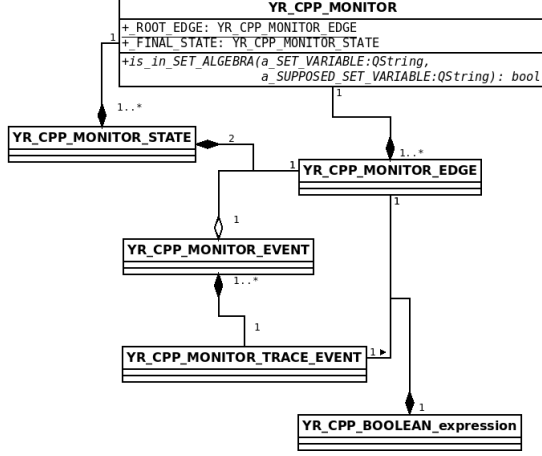 YR_CPP_MONITOR
+_ROOT_EDGE: YR_CPP_MONITOR_EDGE
+_FINAL_STATE: YR_CPP_MONITOR_STATE
+is_in_SET_ALGEBRA(a_SET_VARIABLE:QString,
a_SUPPOSED_SET_VARIABLE:QString): bool
1
1
1..*
1..*
YR_CPP_MONITOR_STATE
2
1
YR_CPP_MONITOR_EDGE
1
1
YR_CPP_MONITOR_EVENT
1..*
1
YR_CPP_MONITOR_TRACE_EVENT
1
1
YR_CPP_BOOLEAN_expression